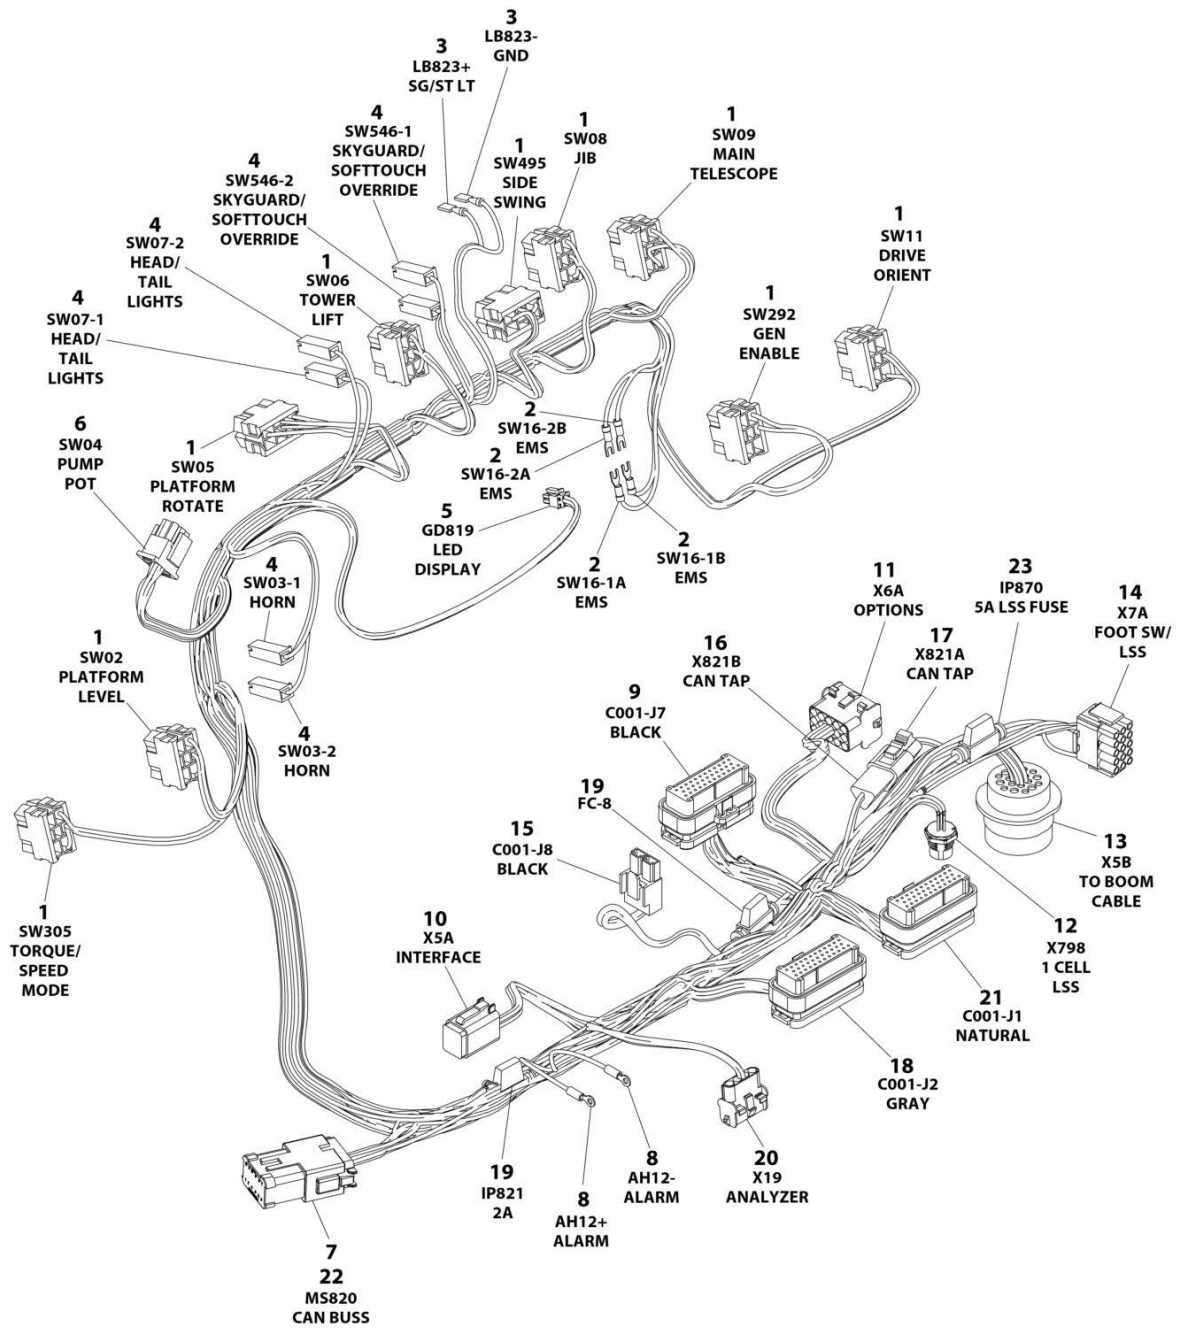 3
LB823-
GND
3
LB823+
SG/ST LT
4
SW546-1
SKYGUARD/
SOFTTOUCH
OVERRIDE
1
SW495
SIDE
SWING
1
SW08
JIB
1
SW09
MAIN
TELESCOPE
4
SW546-2
SKYGUARD/
SOFTTOUCH
OVERRIDE
4
SW07-2
HEAD/
TAIL
LIGHTS
1
SW06
TOWER
LIFT
1
SW11
DRIVE
ORIENT
4
SW07-1
HEAD/
TAIL
LIGHTS
1
SW292
GEN
ENABLE
6
SW04
PUMP
POT
1
SW05
PLATFORM
ROTATE
2
SW16-2B
EMS
2
SW16-2A
EMS
5
GD819
LED
DISPLAY
2
SW16-1A
EMS
2
SW16-1B
EMS
4
SW03-1
HORN
11
X6A
OPTIONS
23
IP870
5A LSS FUSE
14
X7A
FOOT SW/
LSS
1
SW02
PLATFORM
LEVEL
16
X821B
CAN TAP
17
X821A
CAN TAP
9
C001-J7
BLACK
4
SW03-2
HORN
19
FC-8
15
C001-J8
BLACK
13
X5B
TO BOOM
CABLE
1
SW305
TORQUE/
SPEED
MODE
10
X5A
INTERFACE
12
X798
1 CELL
LSS
21
C001-J1
NATURAL
18
C001-J2
GRAY
19
IP821
2A
8
AH12+
ALARM
8
AH12-
ALARM
20
X19
ANALYZER
7
22
MS820
CAN BUSS